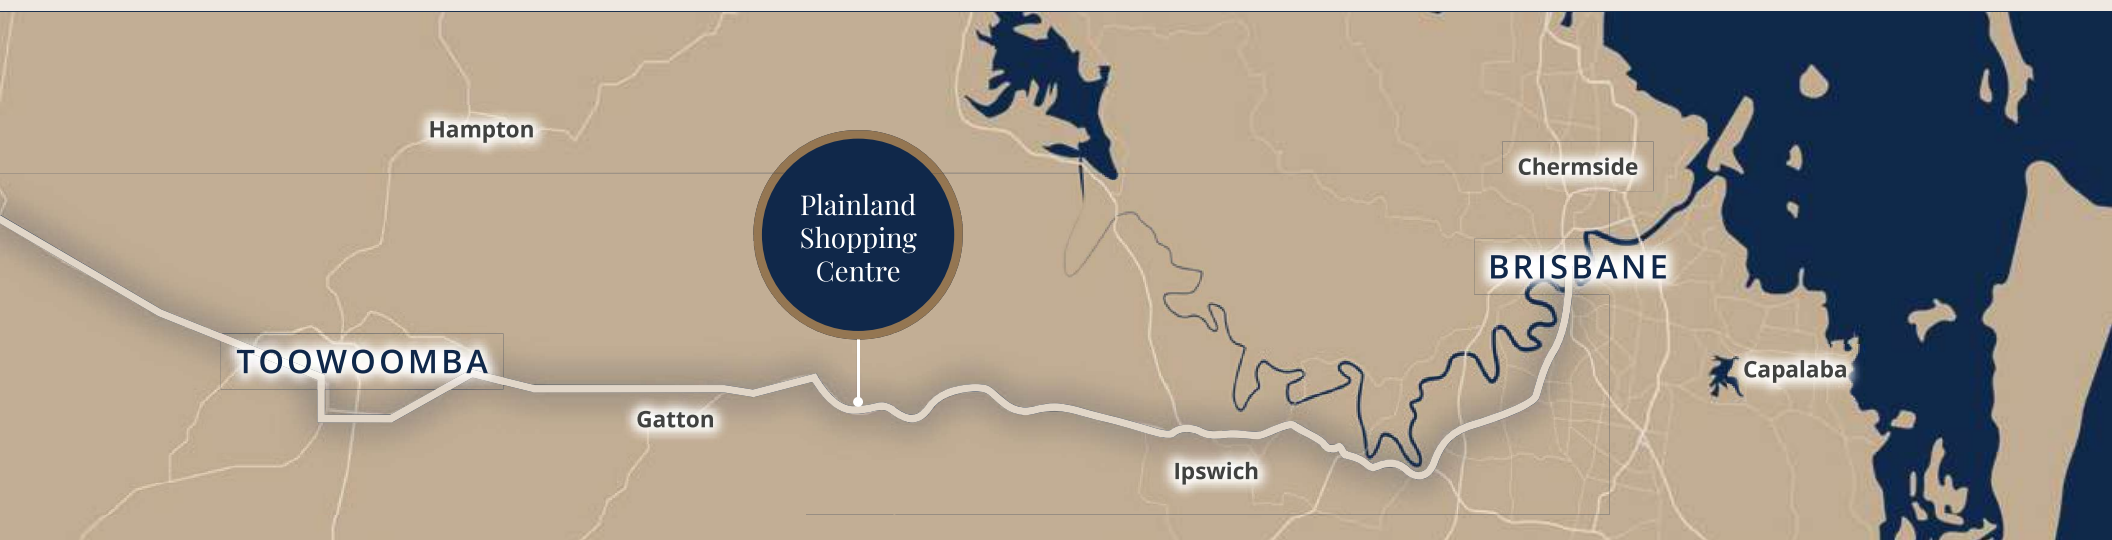 Hampton
Plainland
Shopping
Centre
Chermside
BRISBANE
TOOWOOMBA
Capalaba
Gatton
Ipswich